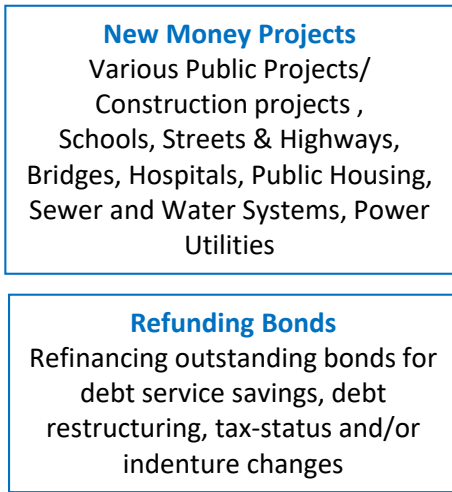 New Money Projects
Various Public Projects/
Construction projects ,
Schools, Streets & Highways,
Bridges, Hospitals, Public Housing,
Sewer and Water Systems, Power
Utilities
Refunding Bonds
Refinancing outstanding bonds for
debt service savings, debt
restructuring, tax-status and/or
indenture changes